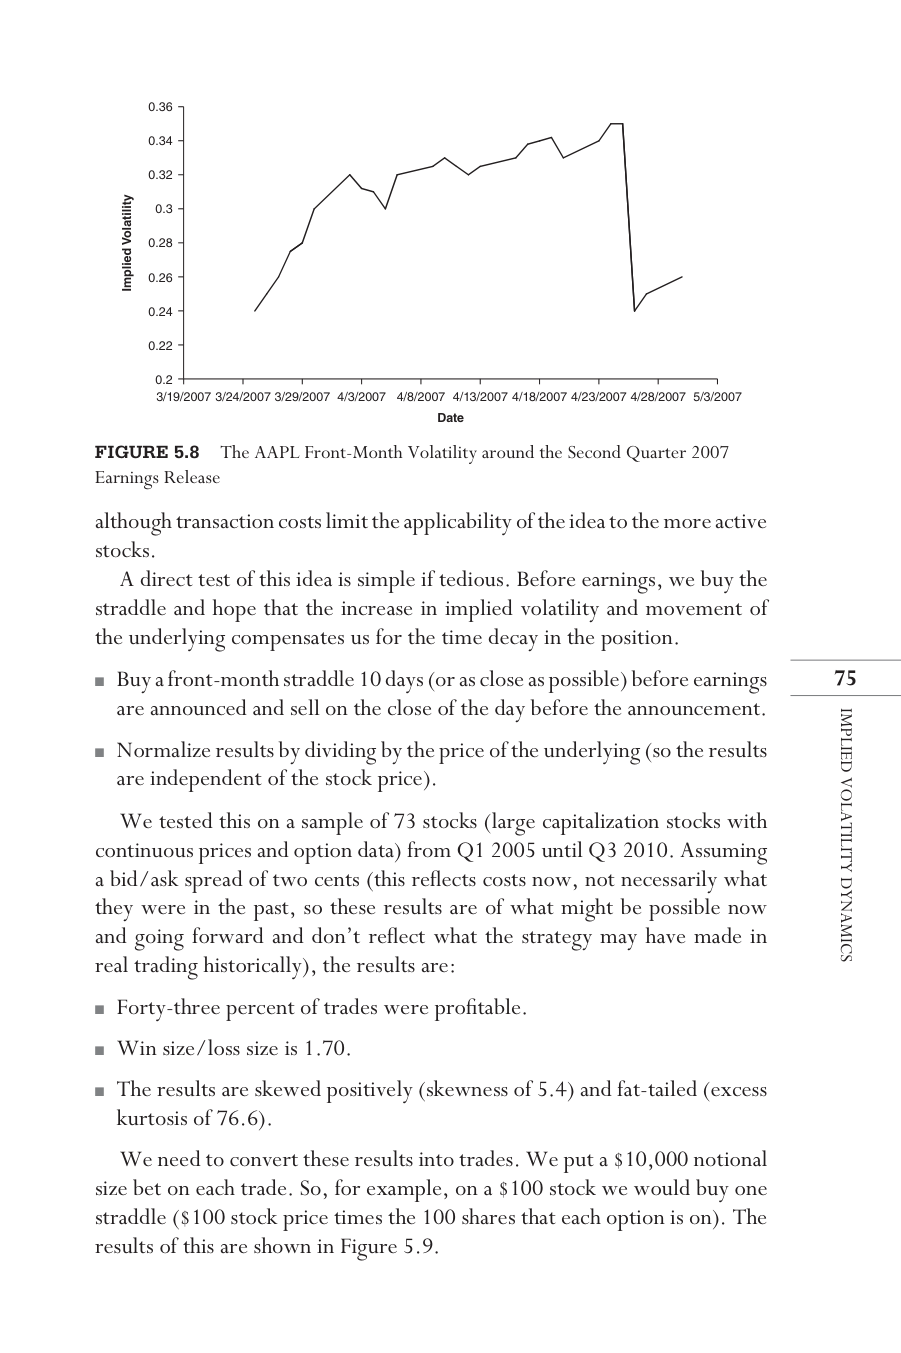 0.36
0.34
0.32
0.3
0.28
0.26
0.24
0.22
0.2
Implied Volatility
3/19/2007 3/24/2007 3/29/2007 4/3/2007 4/8/2007 4/13/2007 4/18/2007 4/23/2007 4/28/2007 5/3/2007
Date
FIGURE 5.8 The AAPL Front-Month Volatility around the Second Quarter 2007
Earnings Release
although transaction costs limit the applicability of the idea to the more active
stocks.
A direct test of this idea is simple if tedious. Before earnings, we buy the
straddle and hope that the increase in implied volatility and movement of
the underlying compensates us for the time decay in the position.
■ Buy a front-month straddle 10 days (or as close as possible) before earnings
are announced and sell on the close of the day before the announcement.
■ Normalize results by dividing by the price of the underlying (so the results
are independent of the stock price).
We tested this on a sample of 73 stocks (large capitalization stocks with
continuous prices and option data) from Q1 2005 until Q3 2010. Assuming
a bid/ask spread of two cents (this reflects costs now, not necessarily what
they were in the past, so these results are of what might be possible now
and going forward and don't reflect what the strategy may have made in
real trading historically), the results are:
■ Forty-three percent of trades were profitable.
■ Win size/loss size is 1.70.
■ The results are skewed positively (skewness of 5.4) and fat-tailed (excess
kurtosis of 76.6).
We need to convert these results into trades. We put a $10,000 notional
size bet on each trade. So, for example, on a $100 stock we would buy one
straddle ($100 stock price times the 100 shares that each option is on). The
results of this are shown in Figure 5.9.
75
IMPLIED VOLATILITY DYNAMICS